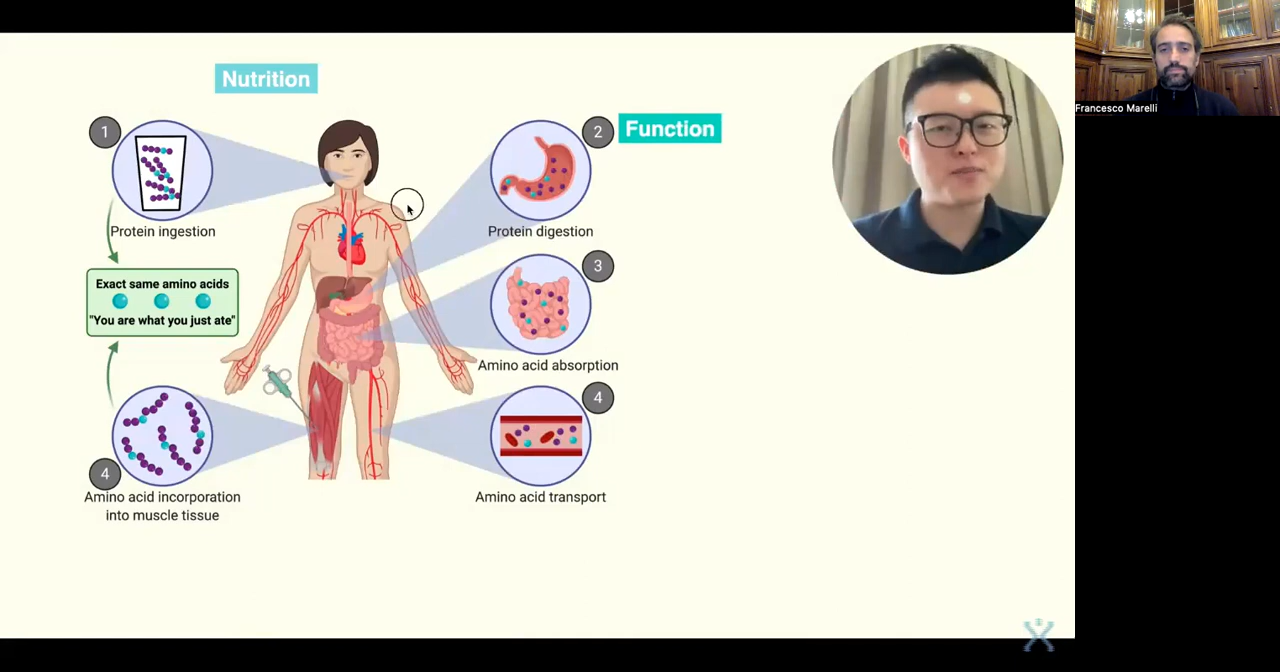 Nutrition
Function
1
Protein ingestion
2
Protein digestion
Exact same amino acids
"You are what you just ate"
3
Amino acid absorption
4
Amino acid incorporation
into muscle tissue
4
Amino acid transport
Francesco Marelli